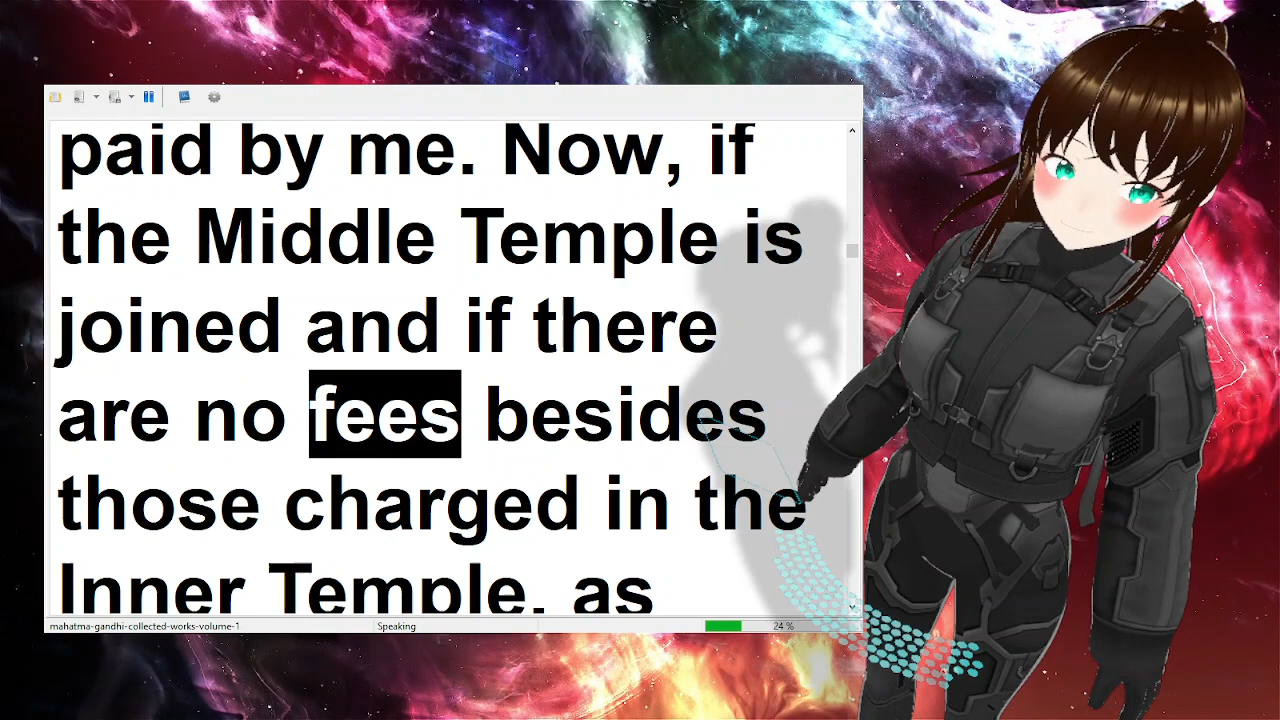 paid by me. Now, if
the Middle Temple is
joined and if there
are no fees besides
those charged in the
Inner Temple, as
mahatma-gandhi-collected-works-volume-1 Speaking 24 %